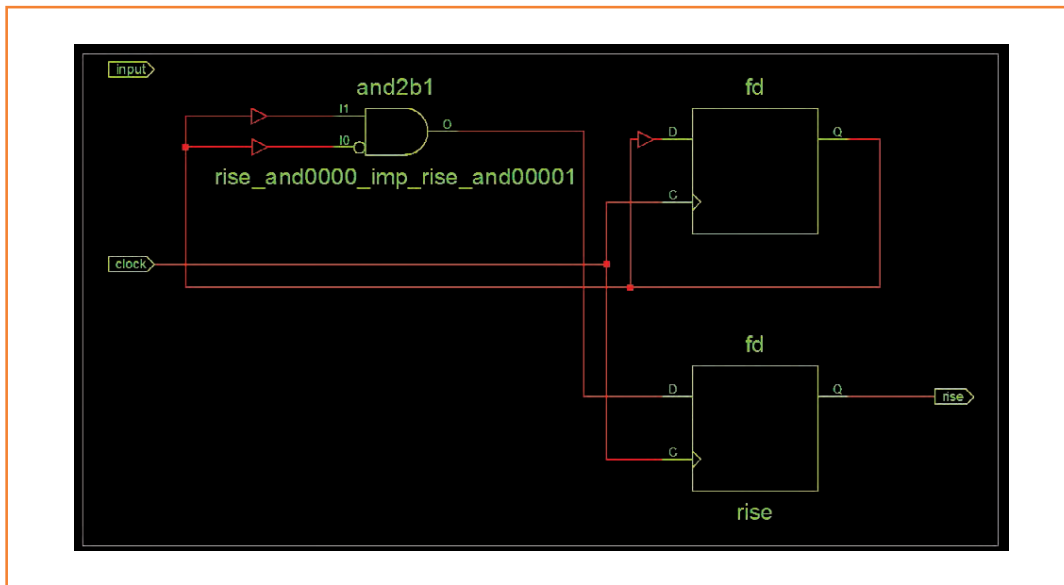 input
and2b1
fd
I1
O
I0
D
Q
rise_and0000_imp_rise_and00001
C
clock
fd
D
Q
rise
C
rise